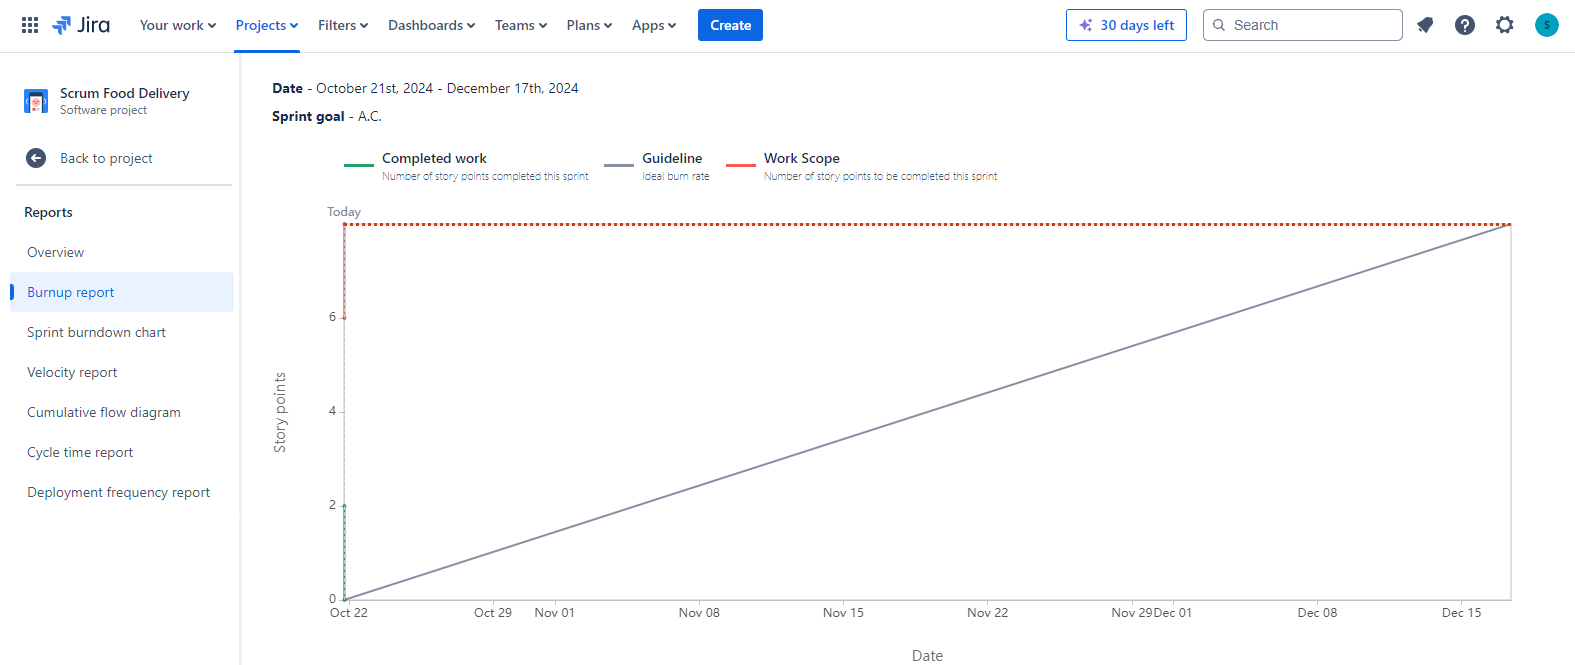 Jira Your work Projects Filters Dashboards Teams Plans Apps Create 30 days left Search S
Scrum Food Delivery
Software project
Back to project
Reports
Overview
Burnup report
Sprint burndown chart
Velocity report
Cumulative flow diagram
Cycle time report
Deployment frequency report
Date - October 21st, 2024 - December 17th, 2024
Sprint goal - A.C.
Completed work
Number of story points completed this sprint
Guideline
Ideal burn rate
Work Scope
Number of story points to be completed this sprint
Today
6
4
2
0
Story points
Oct 22 Oct 29 Nov 01 Nov 08 Nov 15 Nov 22 Nov 29 Dec 01 Dec 08 Dec 15
Date